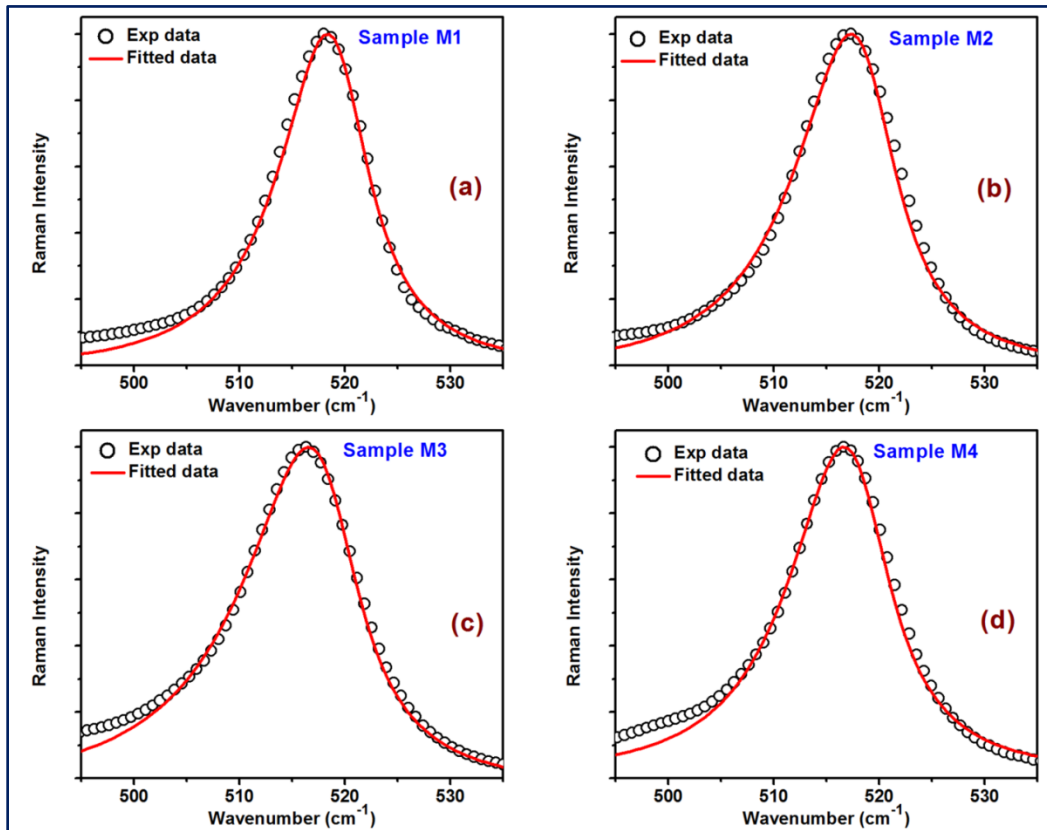 Exp data
Fitted data
Sample M1
(a)
Raman Intensity
500 510 520 530
Wavenumber (cm⁻¹)
Exp data
Fitted data
Sample M2
(b)
Raman Intensity
500 510 520 530
Wavenumber (cm⁻¹)
Exp data
Fitted data
Sample M3
(c)
Raman Intensity
500 510 520 530
Wavenumber (cm⁻¹)
Exp data
Fitted data
Sample M4
(d)
Raman Intensity
500 510 520 530
Wavenumber (cm⁻¹)